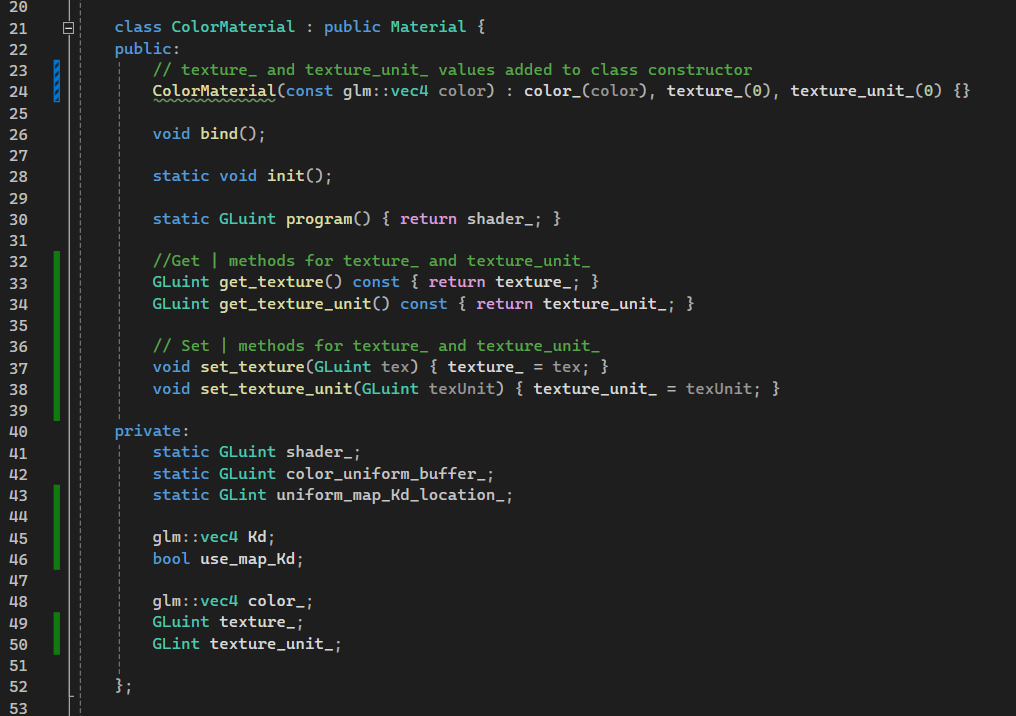 20
21 class ColorMaterial : public Material {
22 public:
23 // texture_ and texture_unit_ values added to class constructor
24 ColorMaterial(const glm::vec4 color) : color_(color), texture_(0), texture_unit_(0) {}
25
26 void bind();
27
28 static void init();
29
30 static GLuint program() { return shader_; }
31
32 //Get | methods for texture_ and texture_unit_
33 GLuint get_texture() const { return texture_; }
34 GLuint get_texture_unit() const { return texture_unit_; }
35
36 // Set | methods for texture_ and texture_unit_
37 void set_texture(GLuint tex) { texture_ = tex; }
38 void set_texture_unit(GLuint texUnit) { texture_unit_ = texUnit; }
39
40 private:
41 static GLuint shader_;
42 static GLuint color_uniform_buffer_;
43 static GLint uniform_map_Kd_location_;
44
45 glm::vec4 Kd;
46 bool use_map_Kd;
47
48 glm::vec4 color_;
49 GLuint texture_;
50 GLint texture_unit_;
51
52 };
53